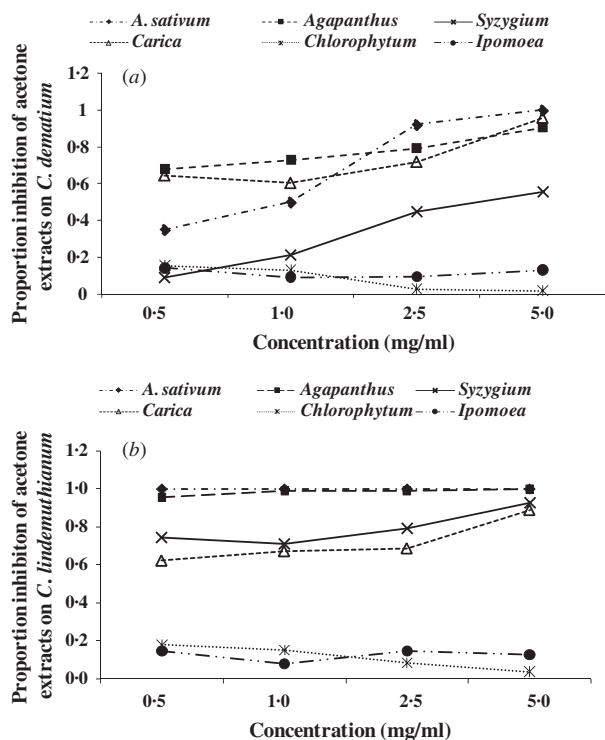 A. sativum Agapanthus Syzygium
Carica Chlorophytum Ipomoea
(a)
Proportion inhibition of acetone
extracts on C. dematium
1·2
1
0·8
0·6
0·4
0·2
0
0·5 1·0 2·5 5·0
Concentration (mg/ml)
A. sativum Agapanthus Syzygium
Carica Chlorophytum Ipomoea
(b)
Proportion inhibiton of acetone
extracts on C. lindemuthianum
1·2
1·0
0·8
0·6
0·4
0·2
0·0
0·5 1·0 2·5 5·0
Concentration (mg/ml)